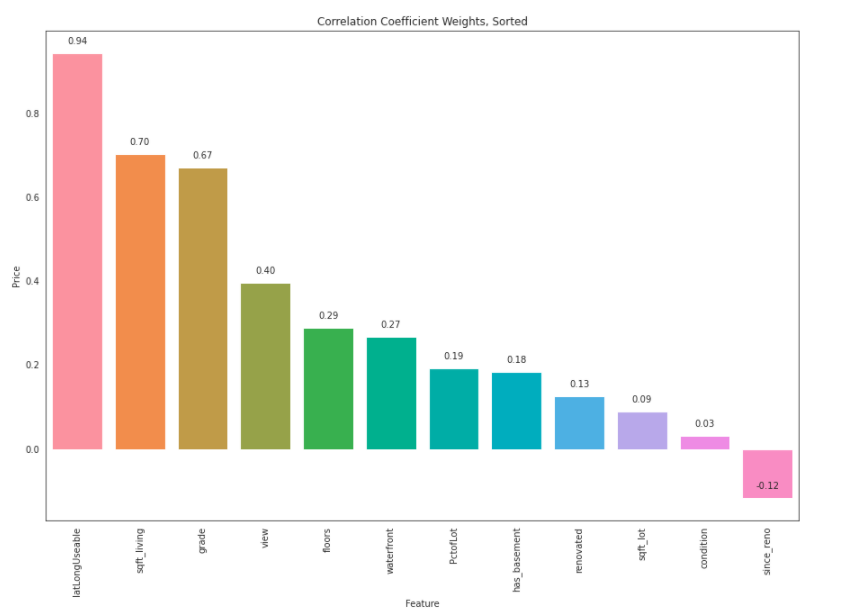 Correlation Coefficient Weights, Sorted
0.94
0.70
0.67
0.40
0.29
0.27
0.19
0.18
0.13
0.09
0.03
-0.12
Price
0.8
0.6
0.4
0.2
0.0
latLongUseable
sqft_living
grade
view
floors
waterfront
PctofLot
has_basement
renovated
sqft_lot
condition
since_reno
Feature